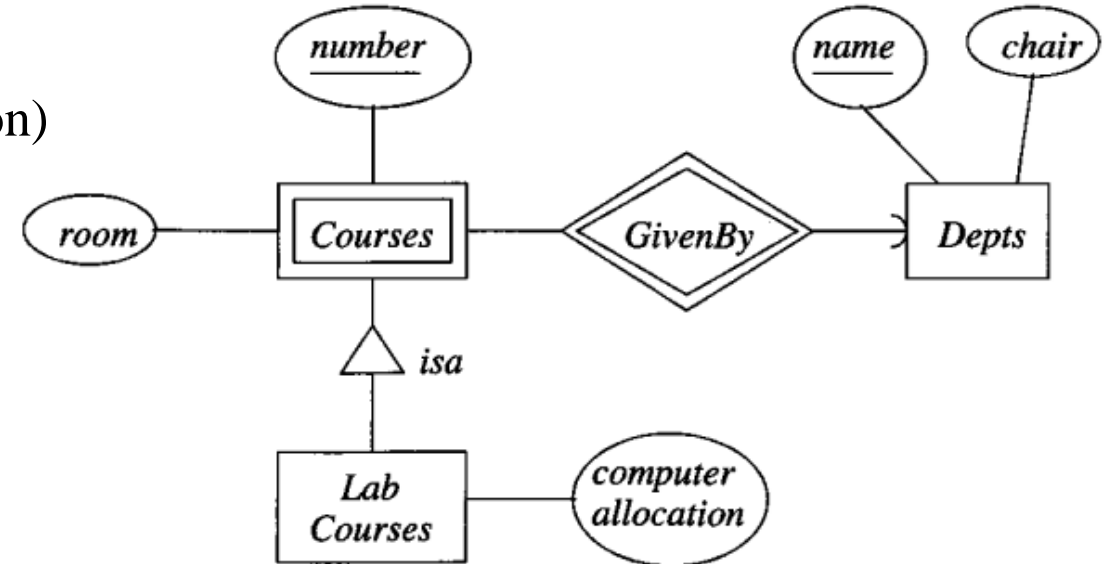 number
name
chair
on)
room
Courses
GivenBy
Depts
isa
Lab
Courses
computer
allocation